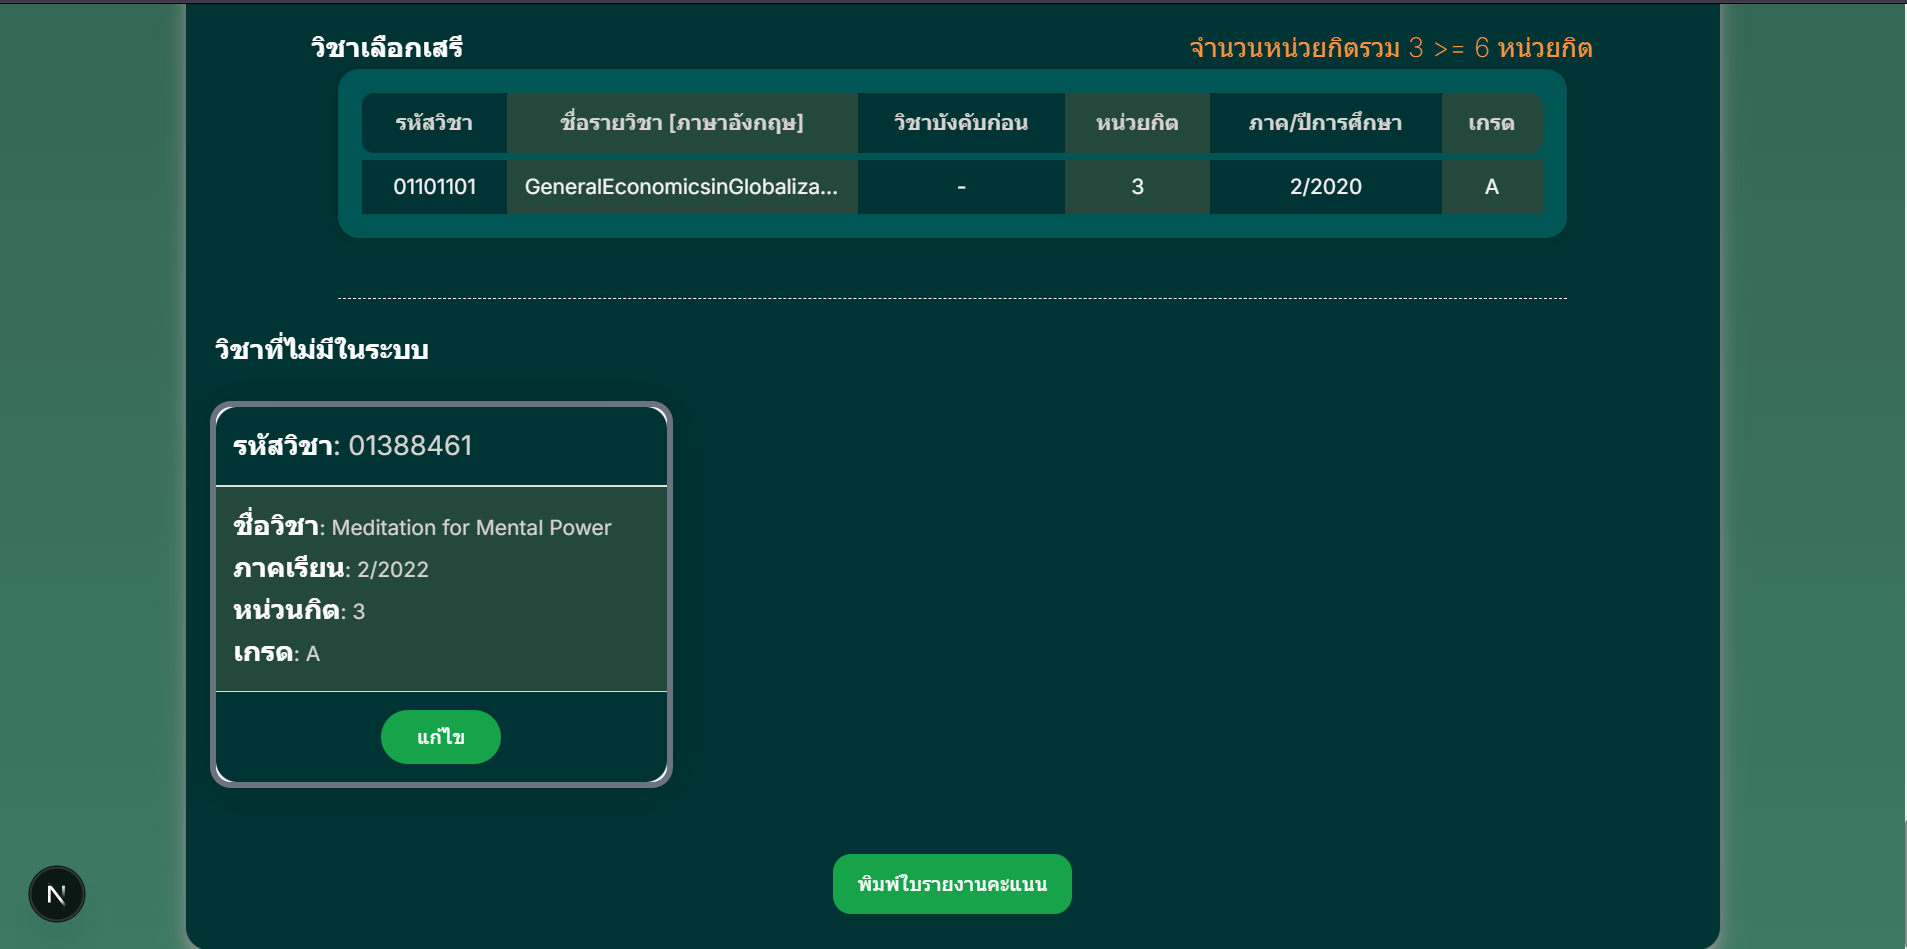 วิชาเลือกเสรี
จำนวนหน่วยกิตรวม 3 >= 6 หน่วยกิต
รหัสวิชา ชื่อรายวิชา [ภาษาอังกฤษ] วิชาบังคับก่อน หน่วยกิต ภาค/ปีการศึกษา เกรด
01101101 GeneralEconomicsinGlobaliza... - 3 2/2020 A
วิชาที่ไม่มีในระบบ
รหัสวิชา: 01388461
ชื่อวิชา: Meditation for Mental Power
ภาคเรียน: 2/2022
หน่วนกิต: 3
เกรด: A
แก้ไข
พิมพ์ใบรายงานคะแนน
N